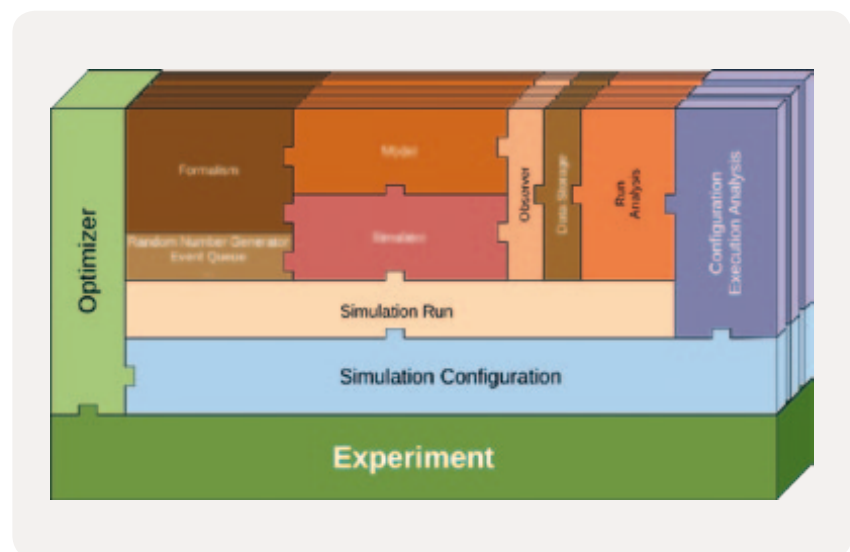 Optimizer
Formalism
Model
Random Number Generator
Event Queue
Simulator
Observer
Data Storage
Run
Analysis
Configuration
Execution Analysis
Simulation Run
Simulation Configuration
Experiment